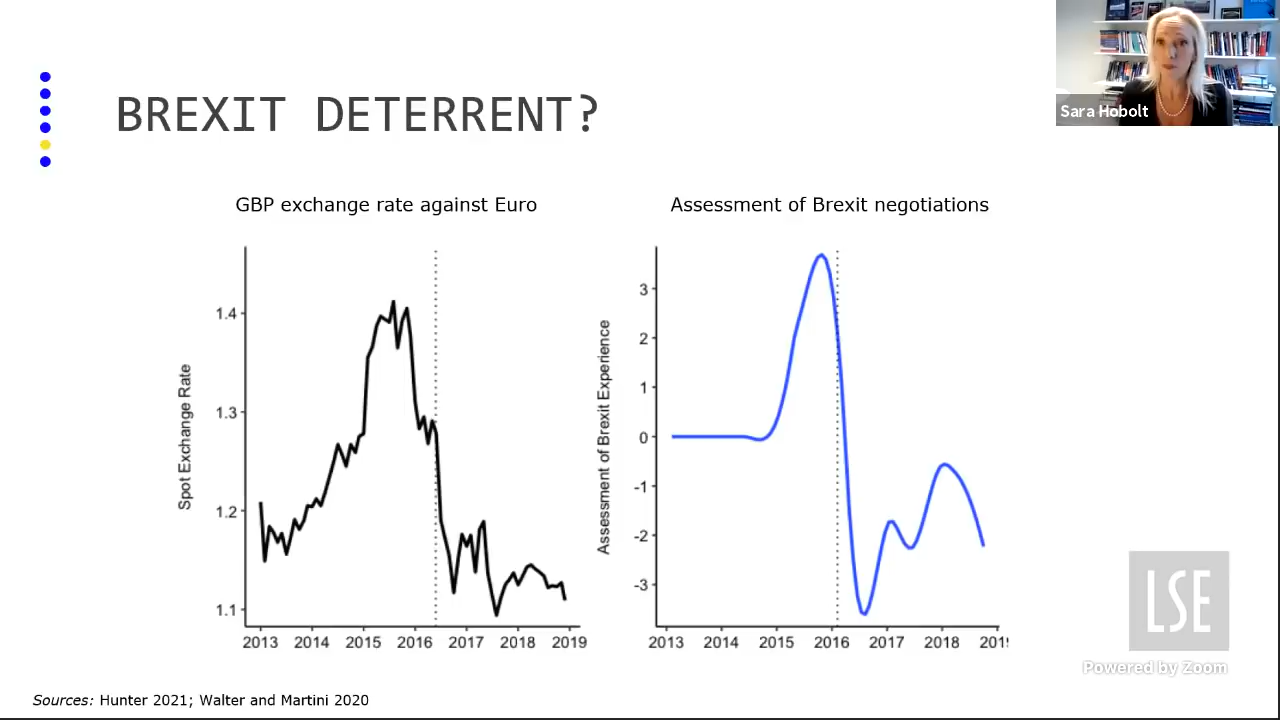 Sara Hobolt
BREXIT DETERRENT?
GBP exchange rate against Euro
Spot Exchange Rate
1.4
1.3
1.2
1.1
2013 2014 2015 2016 2017 2018 2019
Assessment of Brexit negotiations
Assessment of Brexit Experience
3
2
1
0
-1
-2
-3
2013 2014 2015 2016 2017 2018
LSE
Powered by Zoom
Sources: Hunter 2021; Walter and Martini 2020